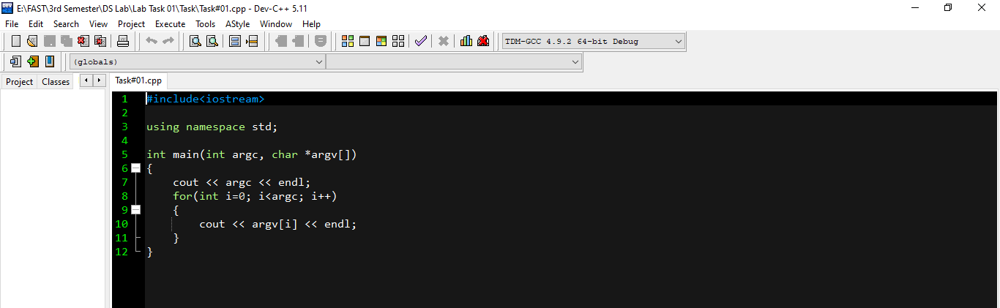 E:\FAST\3rd Semester\DS Lab\Lab Task 01\Task\Task#01.cpp - Dev-C++ 5.11
File Edit Search View Project Execute Tools AStyle Window Help
TDM-GCC 4.9.2 64-bit Debug
(globals)
Project Classes Task#01.cpp
1 #include<iostream>
2
3 using namespace std;
4
5 int main(int argc, char *argv[])
6 {
7 cout << argc << endl;
8 for(int i=0; i<argc; i++)
9 {
10 cout << argv[i] << endl;
11 }
12 }